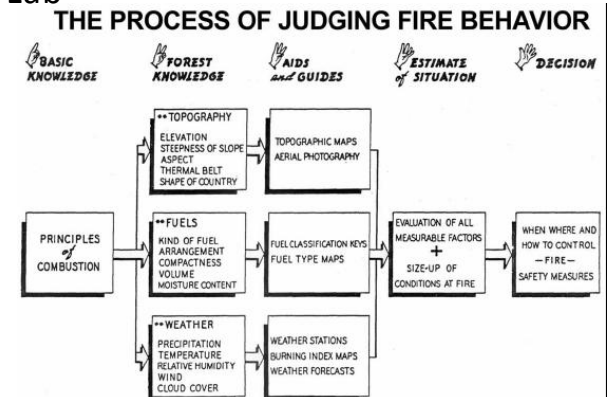 Lab
THE PROCESS OF JUDGING FIRE BEHAVIOR
BASIC
KNOWLEDGE
FOREST
KNOWLEDGE
AIDS
and GUIDES
ESTIMATE
of SITUATION
DECISION
PRINCIPLES
of
COMBUSTION
**TOPOGRAPHY
ELEVATION
STEEPNESS OF SLOPE
ASPECT
THERMAL BELT
SHAPE OF COUNTRY
TOPOGRAPHIC MAPS
AERIAL PHOTOGRAPHY
**FUELS
KIND OF FUEL
ARRANGEMENT
COMPACTNESS
VOLUME
MOISTURE CONTENT
FUEL CLASSIFICATION KEYS
FUEL TYPE MAPS
**WEATHER
PRECIPITATION
TEMPERATURE
RELATIVE HUMIDITY
WIND
CLOUD COVER
WEATHER STATIONS
BURNING INDEX MAPS
WEATHER FORECASTS
EVALUATION OF ALL
MEASURABLE FACTORS
+
SIZE-UP OF
CONDITIONS AT FIRE
WHEN WHERE AND
HOW TO CONTROL
—FIRE—
SAFETY MEASURES